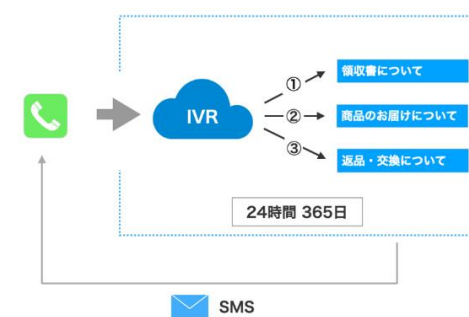 ① 領収書について
IVR
② 商品のお届けについて
③ 返品・交換について
24時間 365日
SMS